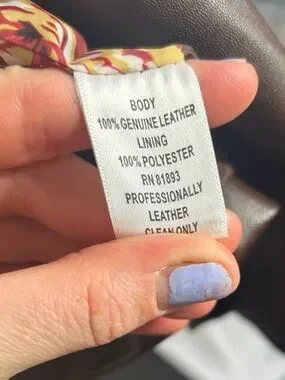 BODY
100% GENUINE LEATHER
LINING
100% POLYESTER
RN 81893
PROFESSIONALLY
LEATHER
CLEAN ONLY